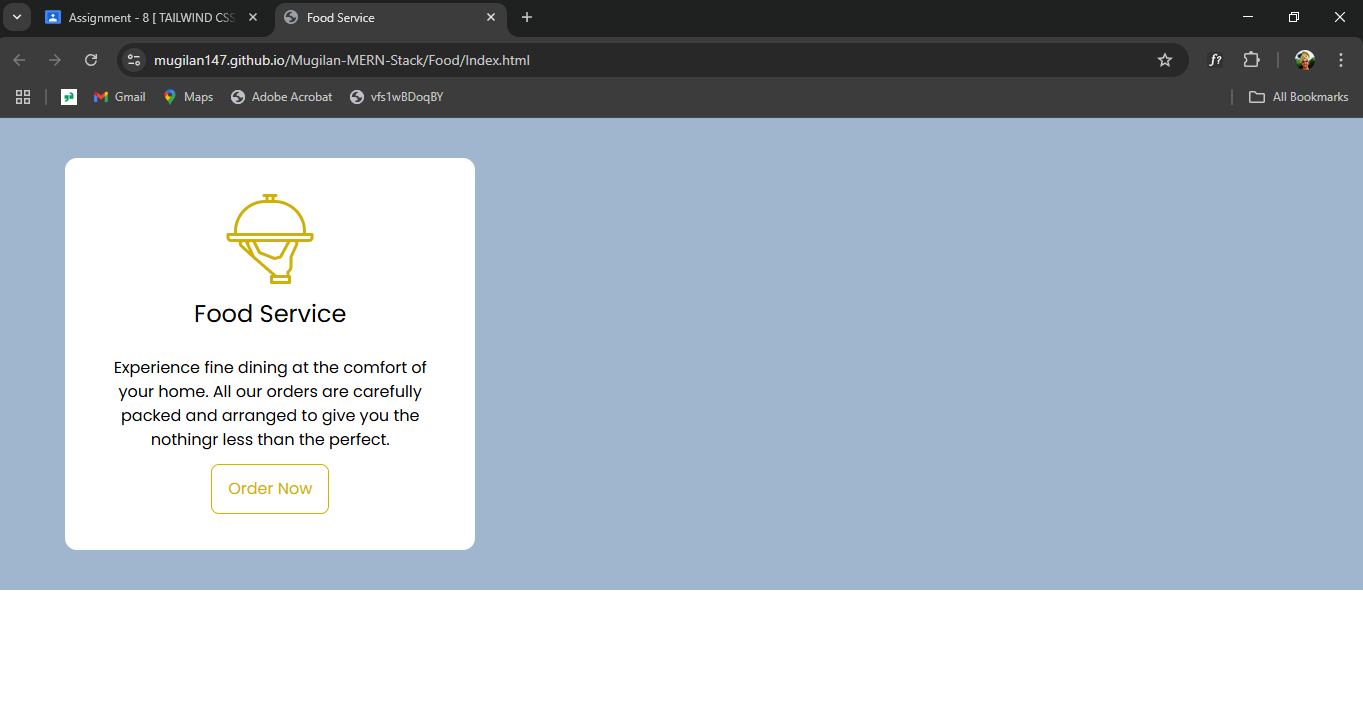 Assignment - 8 [ TAILWIND CSS
Food Service
mugilan147.github.io/Mugilan-MERN-Stack/Food/Index.html
f?
Gmail
Maps
Adobe Acrobat
vfs1wBDoqBY
All Bookmarks
Food Service
Experience fine dining at the comfort of
your home. All our orders are carefully
packed and arranged to give you the
nothingr less than the perfect.
Order Now